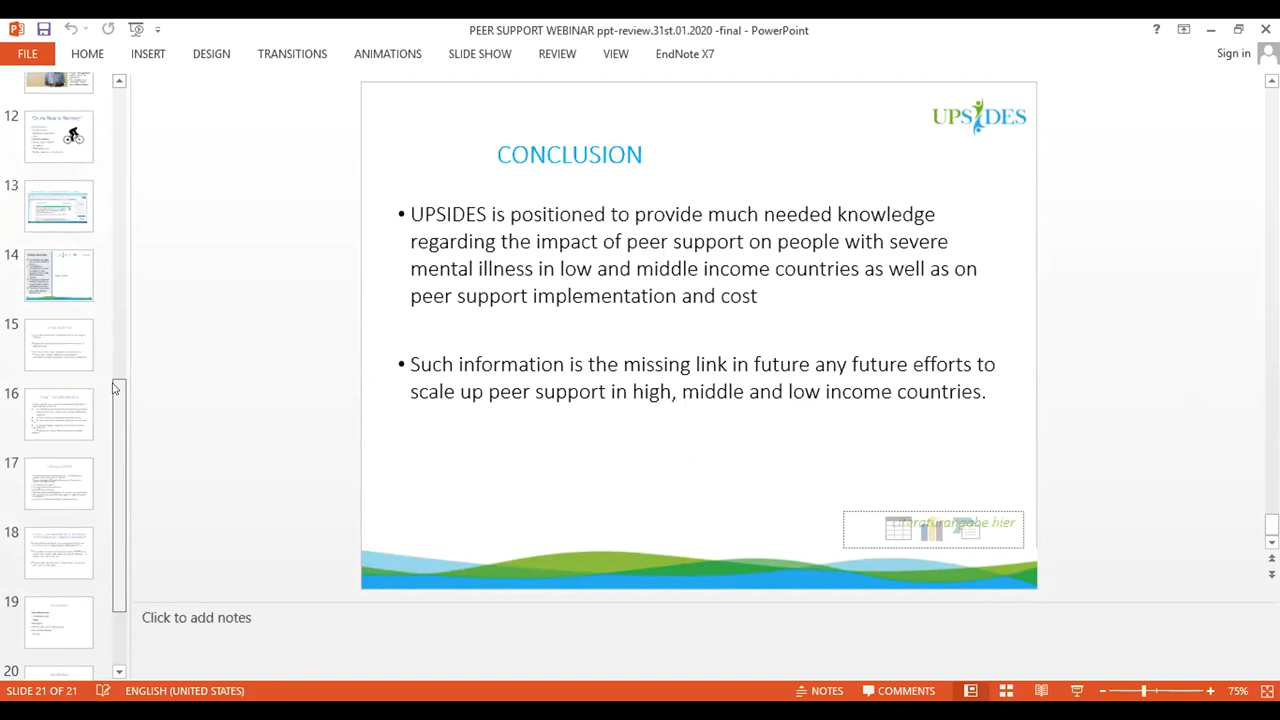 PEER SUPPORT WEBINAR ppt-review.31st.01.2020 -final - PowerPoint
FILE HOME INSERT DESIGN TRANSITIONS ANIMATIONS SLIDE SHOW REVIEW VIEW EndNote X7 Sign in
12
13
14
15
16
17
18
19
20
UPSIDES
CONCLUSION
• UPSIDES is positioned to provide much needed knowledge
regarding the impact of peer support on people with severe
mental illness in low and middle income countries as well as on
peer support implementation and cost
• Such information is the missing link in future any future efforts to
scale up peer support in high, middle and low income countries.
Literaturangabe hier
Click to add notes
SLIDE 21 OF 21 ENGLISH (UNITED STATES) NOTES COMMENTS 75%